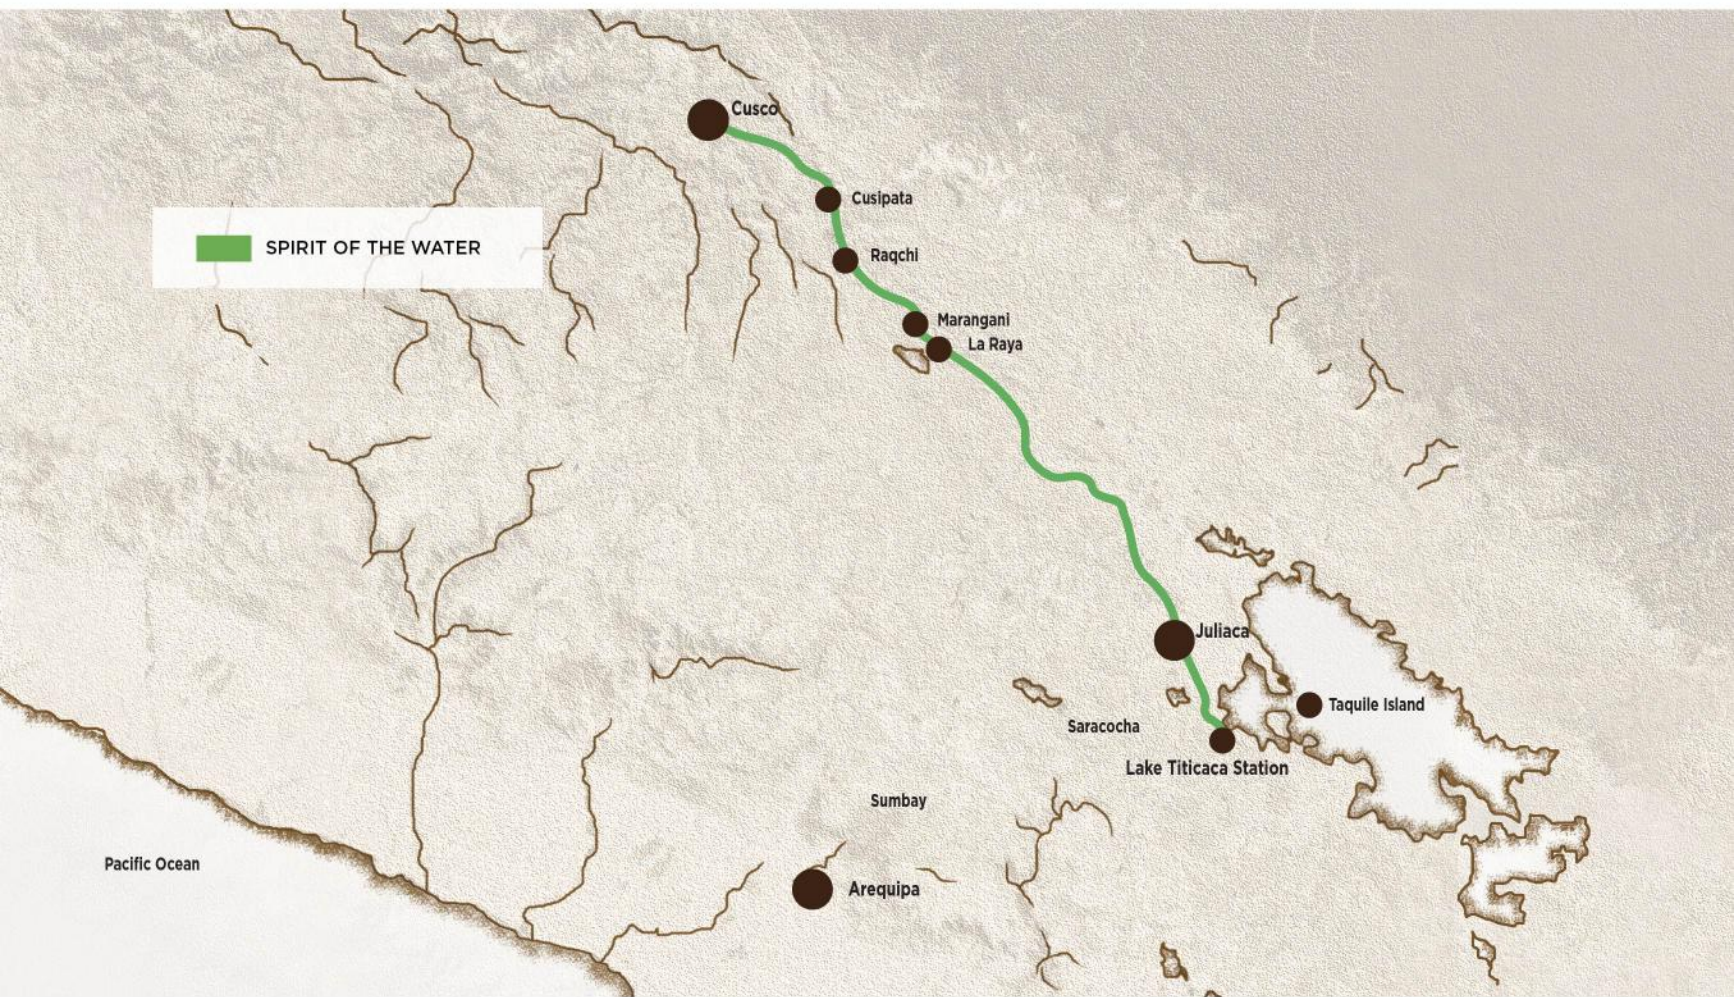 Cusco
Cusipata
SPIRIT OF THE WATER
Raqchi
Marangani
La Raya
Juliaca
Taquile Island
Saracocha
Lake Titicaca Station
Sumbay
Pacific Ocean
Arequipa